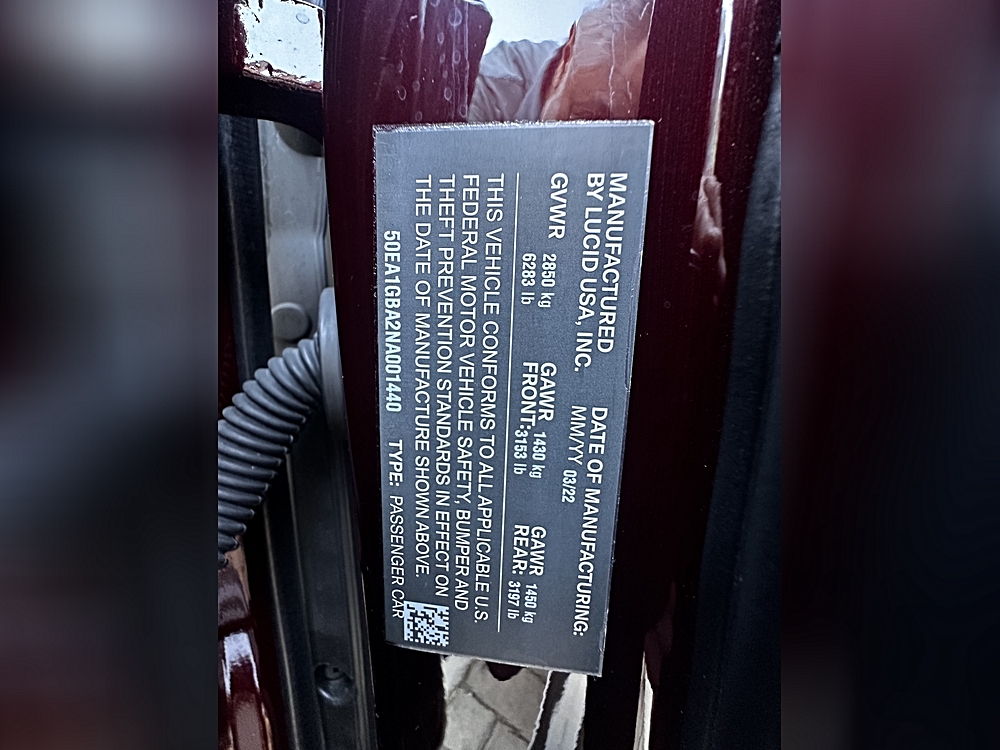 MANUFACTURED
BY LUCID USA, INC.
DATE OF MANUFACTURING:
MM/YY 03/22
GVWR 2850 kg
6283 lb
GAWR 1430 kg
FRONT: 3153 lb
GAWR 1450 kg
REAR: 3197 lb
THIS VEHICLE CONFORMS TO ALL APPLICABLE U.S.
FEDERAL MOTOR VEHICLE SAFETY, BUMPER AND
THEFT PREVENTION STANDARDS IN EFFECT ON
THE DATE OF MANUFACTURE SHOWN ABOVE.
50EA1GBA2NA001440 TYPE: PASSENGER CAR